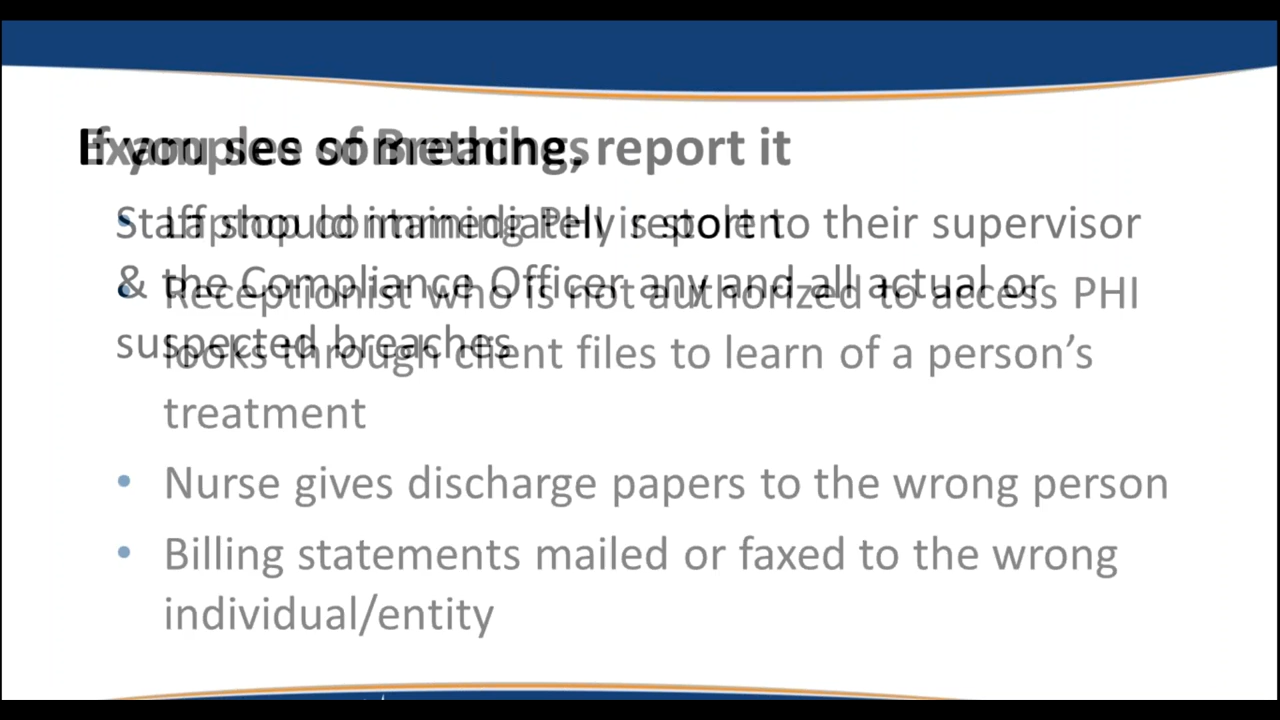 Examples of Breaches
If you see something, report it
• Laptop containing PHI is stolen
Staff should immediately report to their supervisor
& the Compliance Officer any and all actual or
suspected breaches
• Receptionist who is not authorized to access PHI
looks through client files to learn of a person’s
treatment
• Nurse gives discharge papers to the wrong person
• Billing statements mailed or faxed to the wrong
individual/entity